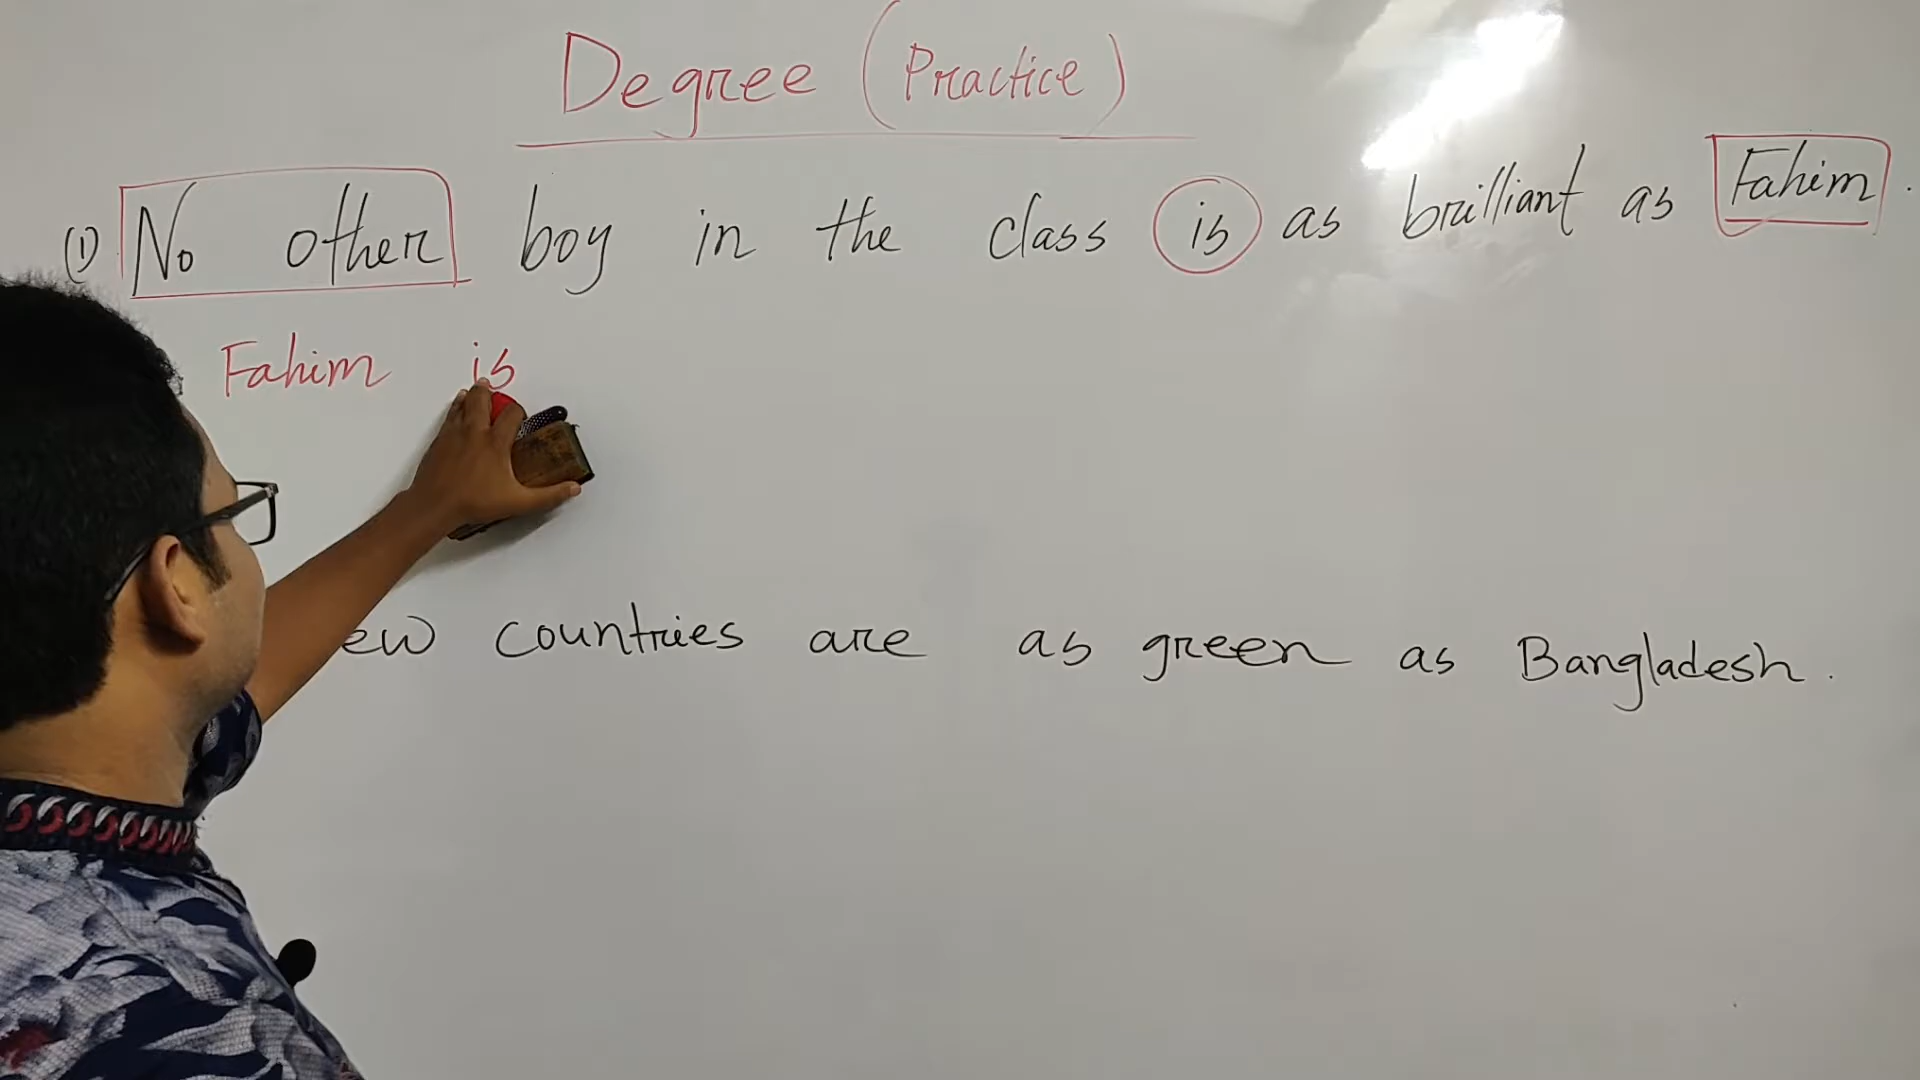 Degree (Practice)
(1) No other boy in the class is as brilliant as Fahim.
Fahim is
countries are as green as Bangladesh.